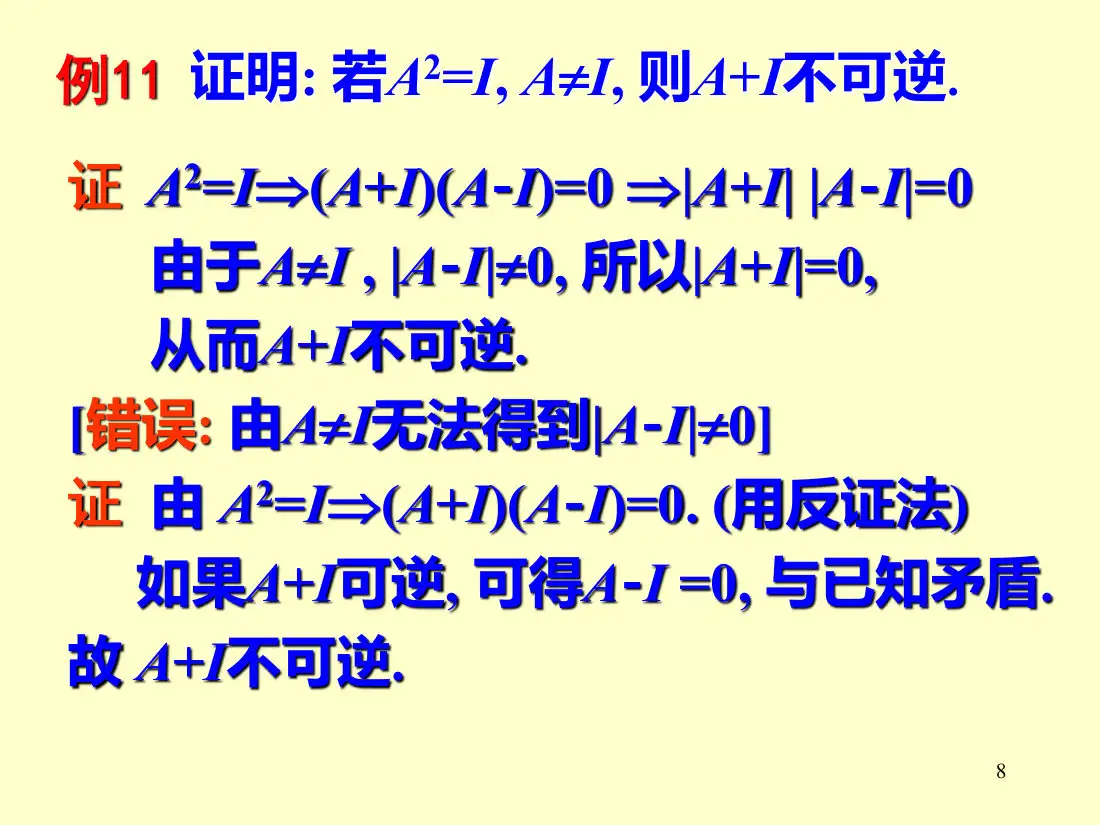 例11 证明: 若A²=I, A≠I, 则A+I不可逆.
证 A²=I⇒(A+I)(A-I)=0 ⇒|A+I| |A-I|=0
由于A≠I , |A-I|≠0, 所以|A+I|=0,
从而A+I不可逆.
[错误: 由A≠I无法得到|A-I|≠0]
证 由 A²=I⇒(A+I)(A-I)=0. (用反证法)
如果A+I可逆, 可得A-I =0, 与已知矛盾.
故 A+I不可逆.
8